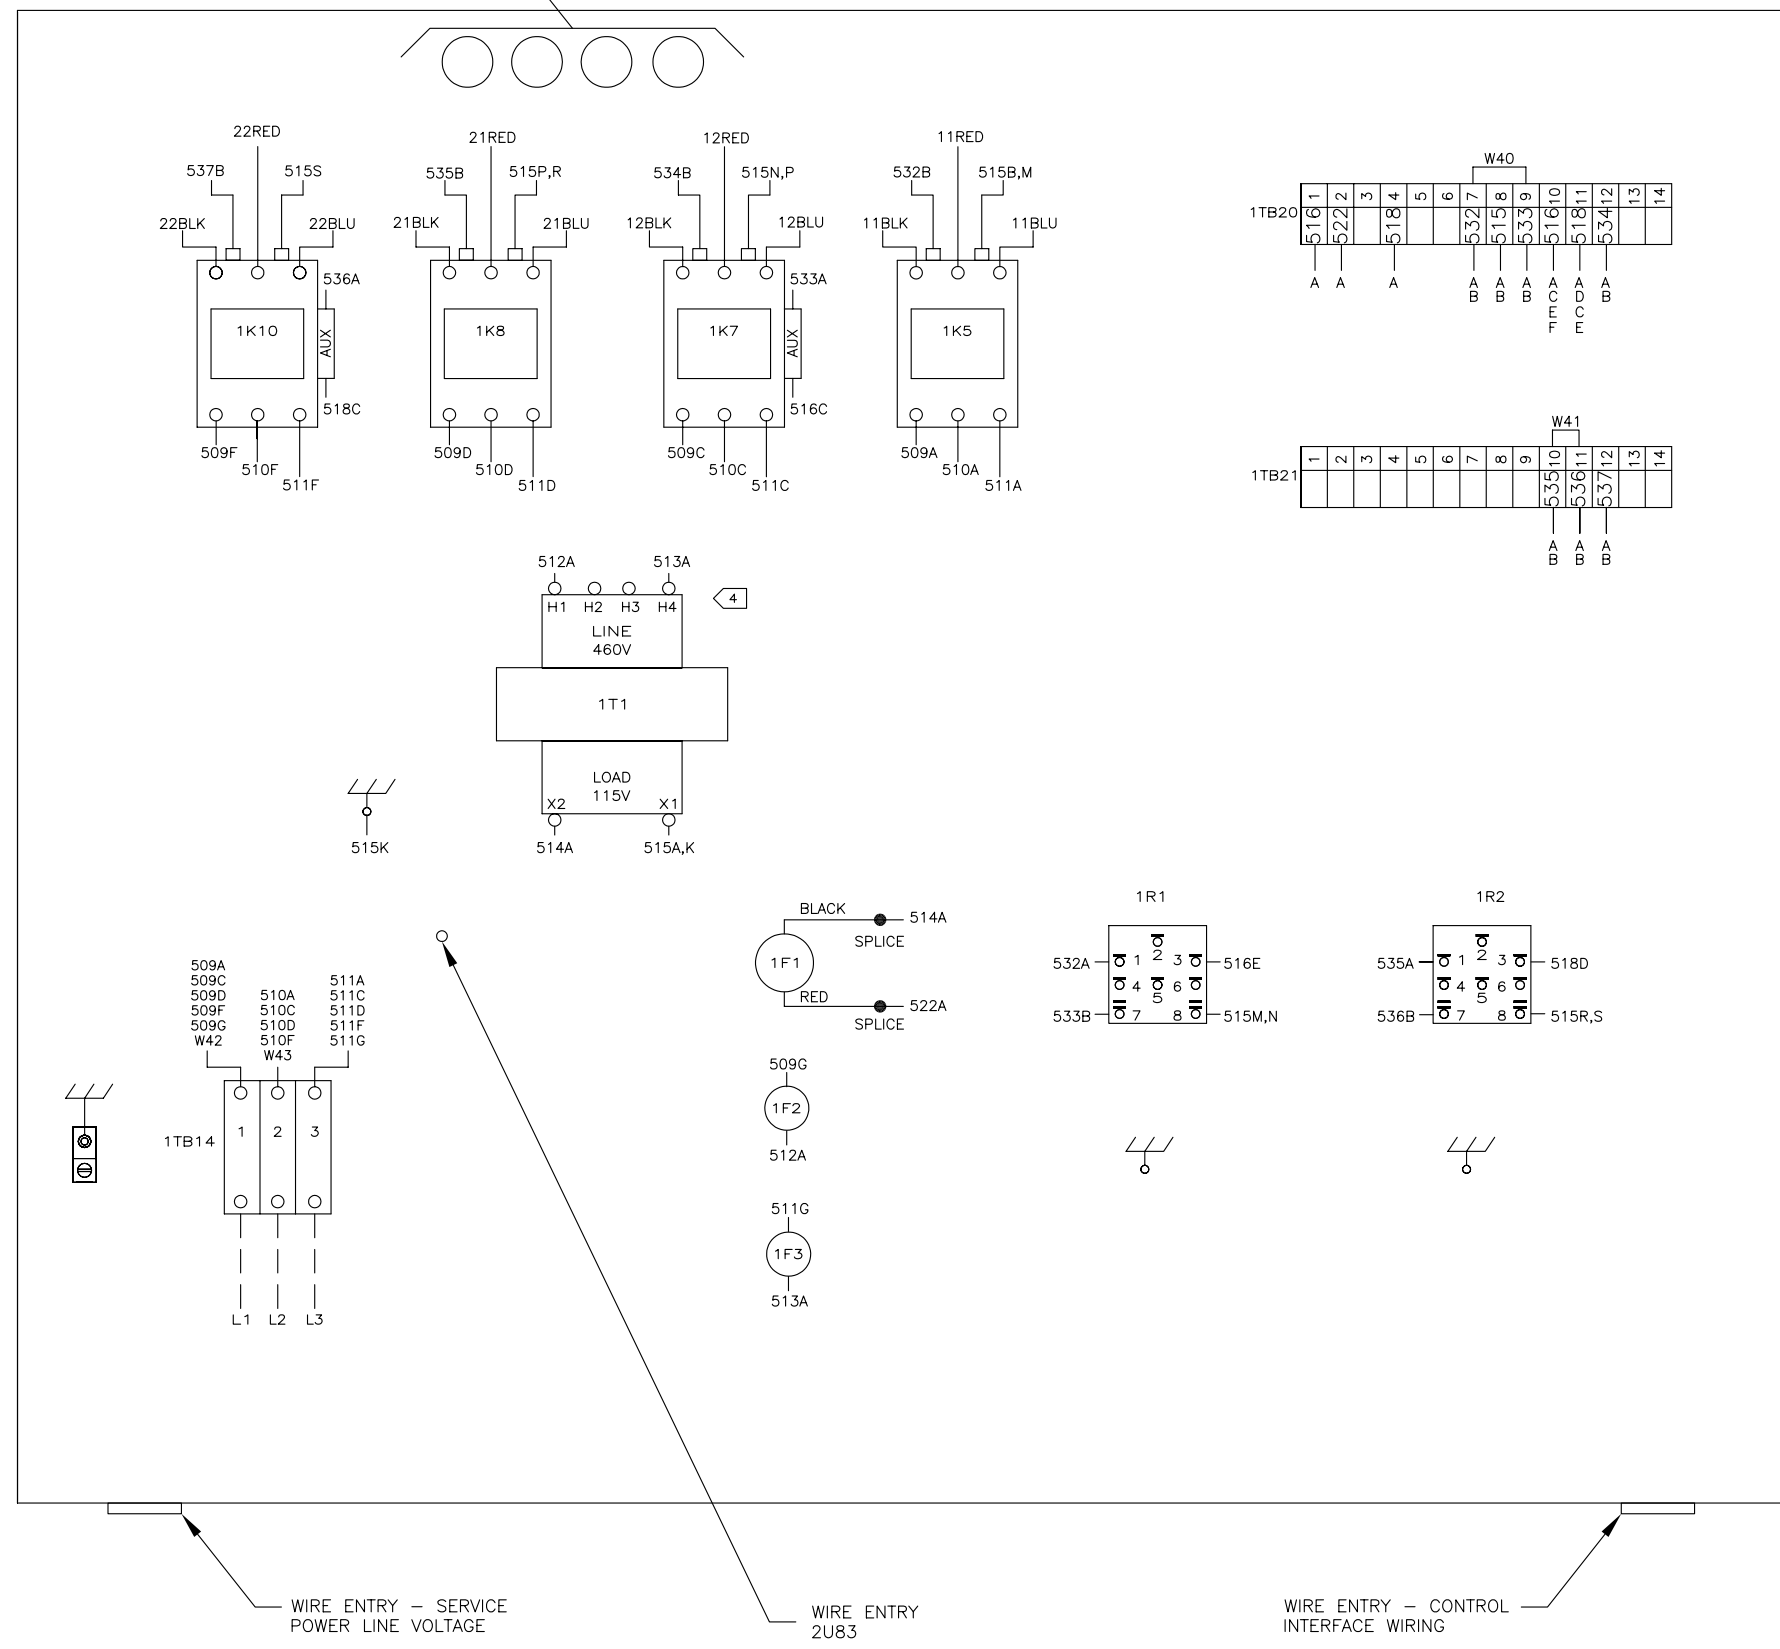 22RED
21RED
12RED
11RED
537B
515S
535B
515P,R
534B
515N,P
532B
515B,M
22BLK
22BLU
21BLK
21BLU
12BLK
12BLU
11BLK
11BLU
536A
533A
1K10
1K8
1K7
1K5
AUX
AUX
518C
516C
509F
510F
511F
509D
510D
511D
509C
510C
511C
509A
510A
511A
W40
1TB20
1 2 3 4 5 6 7 8 9 10 11 12 13 14
516 522 518 532 515 533 516 518 534
A A A A A A A A A
B B B C D B
E C
F E
W41
1TB21
1 2 3 4 5 6 7 8 9 10 11 12 13 14
535 536 537
A A A
B B B
512A
513A
H1 H2 H3 H4
4
LINE
460V
1T1
LOAD
115V
X2
X1
514A
515A,K
515K
BLACK
514A
SPLICE
1F1
RED
522A
SPLICE
1R1
532A
1 2 3
516E
4 5 6
533B
7 8
515M,N
1R2
535A
1 2 3
518D
4 5 6
536B
7 8
515R,S
509A
509C
509D
509F
509G
W42
510A
510C
510D
510F
W43
511A
511C
511D
511F
511G
1TB14
1 2 3
L1 L2 L3
509G
1F2
512A
511G
1F3
513A
WIRE ENTRY – SERVICE
POWER LINE VOLTAGE
WIRE ENTRY
2U83
WIRE ENTRY – CONTROL
INTERFACE WIRING